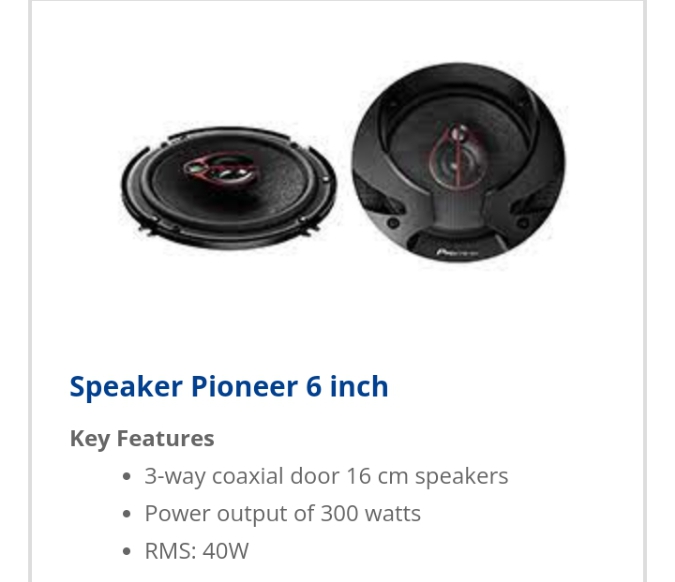 Pioneer
Speaker Pioneer 6 inch
Key Features
3-way coaxial door 16 cm speakers
Power output of 300 watts
RMS: 40W